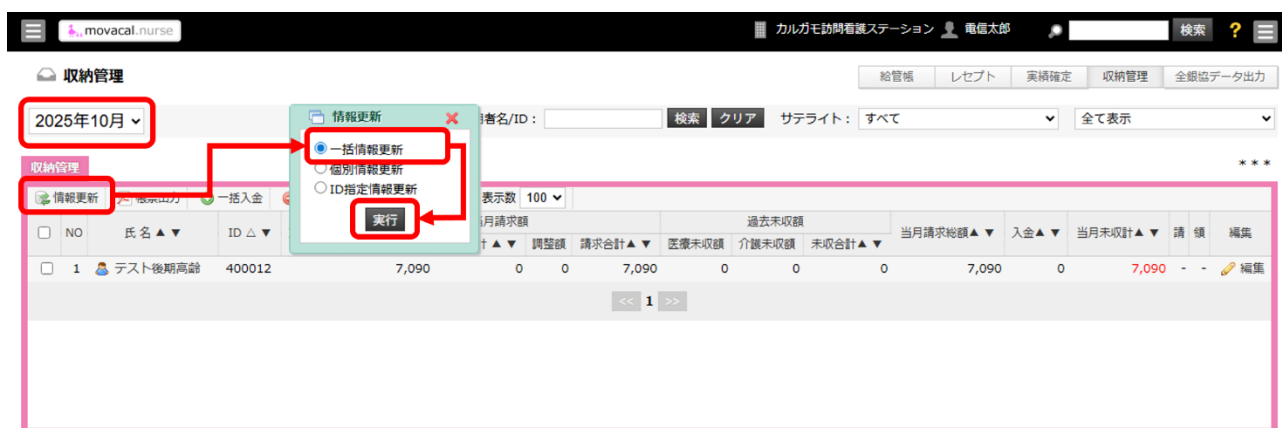 movacal.nurse カルガモ訪問看護ステーション 電信太郎 検索 ?
収納管理 給管帳 レセプト 実績確定 収納管理 全銀協データ出力
2025年10月 者名/ID： 検索 クリア サテライト： すべて 全て表示
情報更新
一括情報更新
個別情報更新
ID指定情報更新
実行
収納管理 ***
情報更新 帳票出力 一括入金 表示数 100
月請求額 過去未収額
NO 氏名▲▼ ID△▼ ▲▼ 調整額 請求合計▲▼ 医療未収額 介護未収額 未収合計▲▼ 当月請求総額▲▼ 入金▲▼ 当月未収計▲▼ 請 領 編集
1 テスト後期高齢 400012 7,090 0 0 7,090 0 0 0 7,090 0 7,090 - - 編集
<< 1 >>